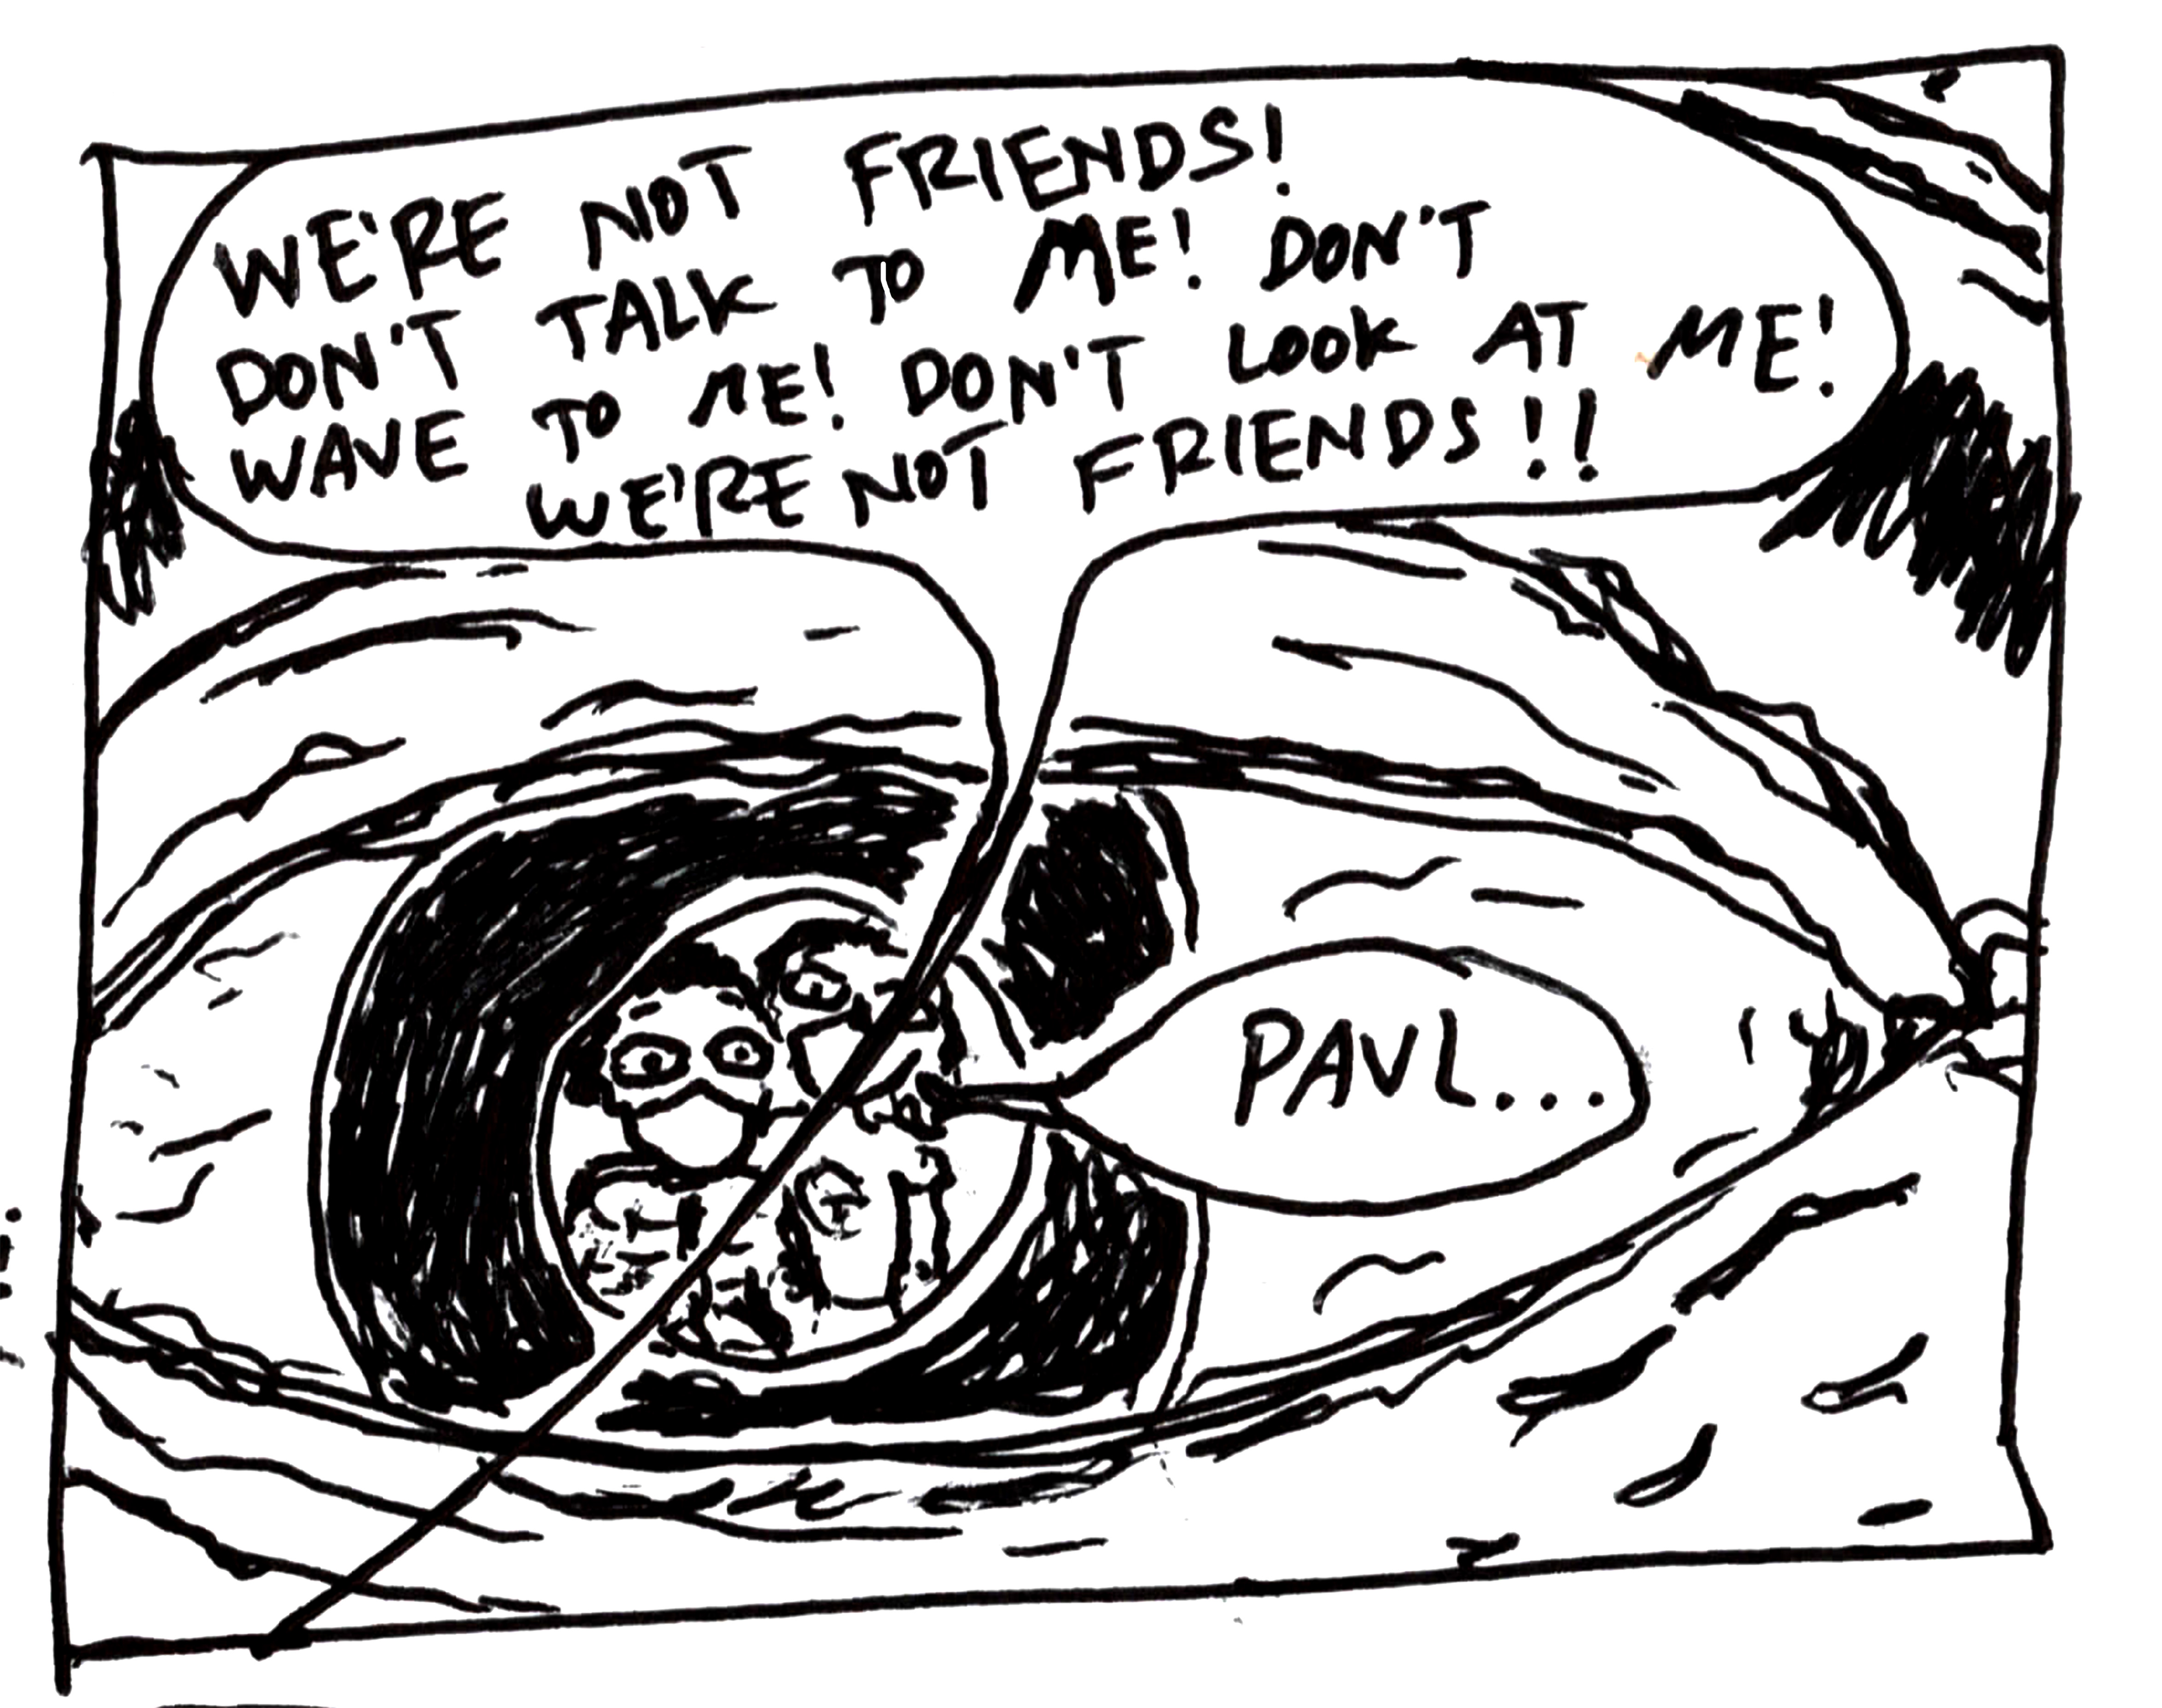 WE'RE NOT FRIENDS!
DON'T TALK TO ME! DON'T
WAVE TO ME! DON'T LOOK AT ME!
WE'RE NOT FRIENDS!!
PAUL...